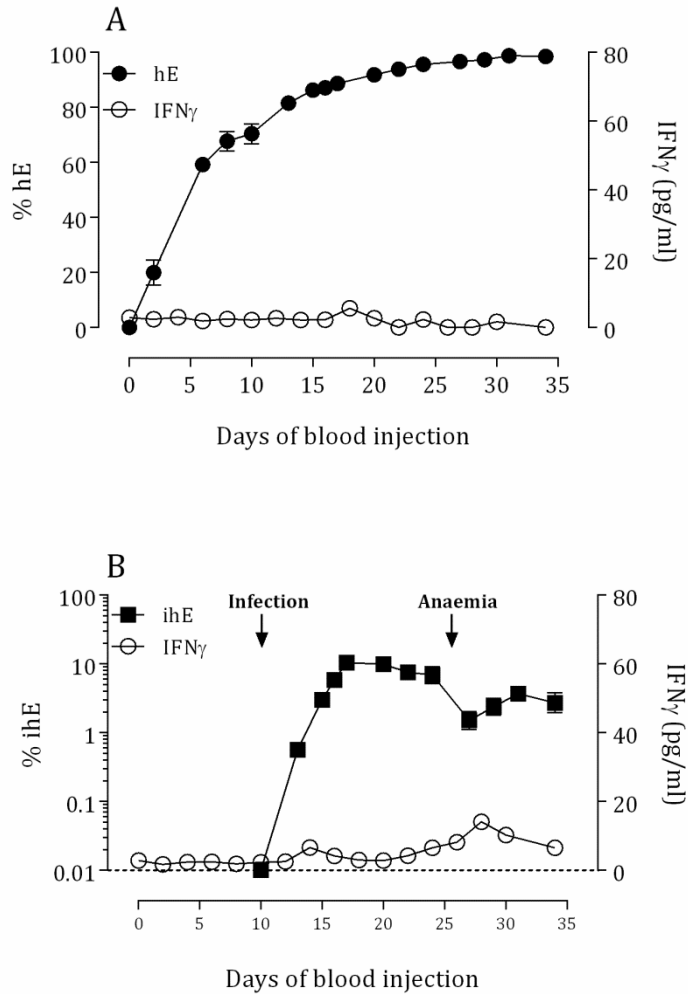 A
100
80
60
40
20
0
% hE
hE
IFNγ
80
60
40
20
0
IFNγ (pg/ml)
0 5 10 15 20 25 30 35
Days of blood injection
B
100
10
1
0.1
0.01
% ihE
ihE
IFNγ
Infection
Anaemia
80
60
40
20
0
IFNγ (pg/ml)
0 5 10 15 20 25 30 35
Days of blood injection